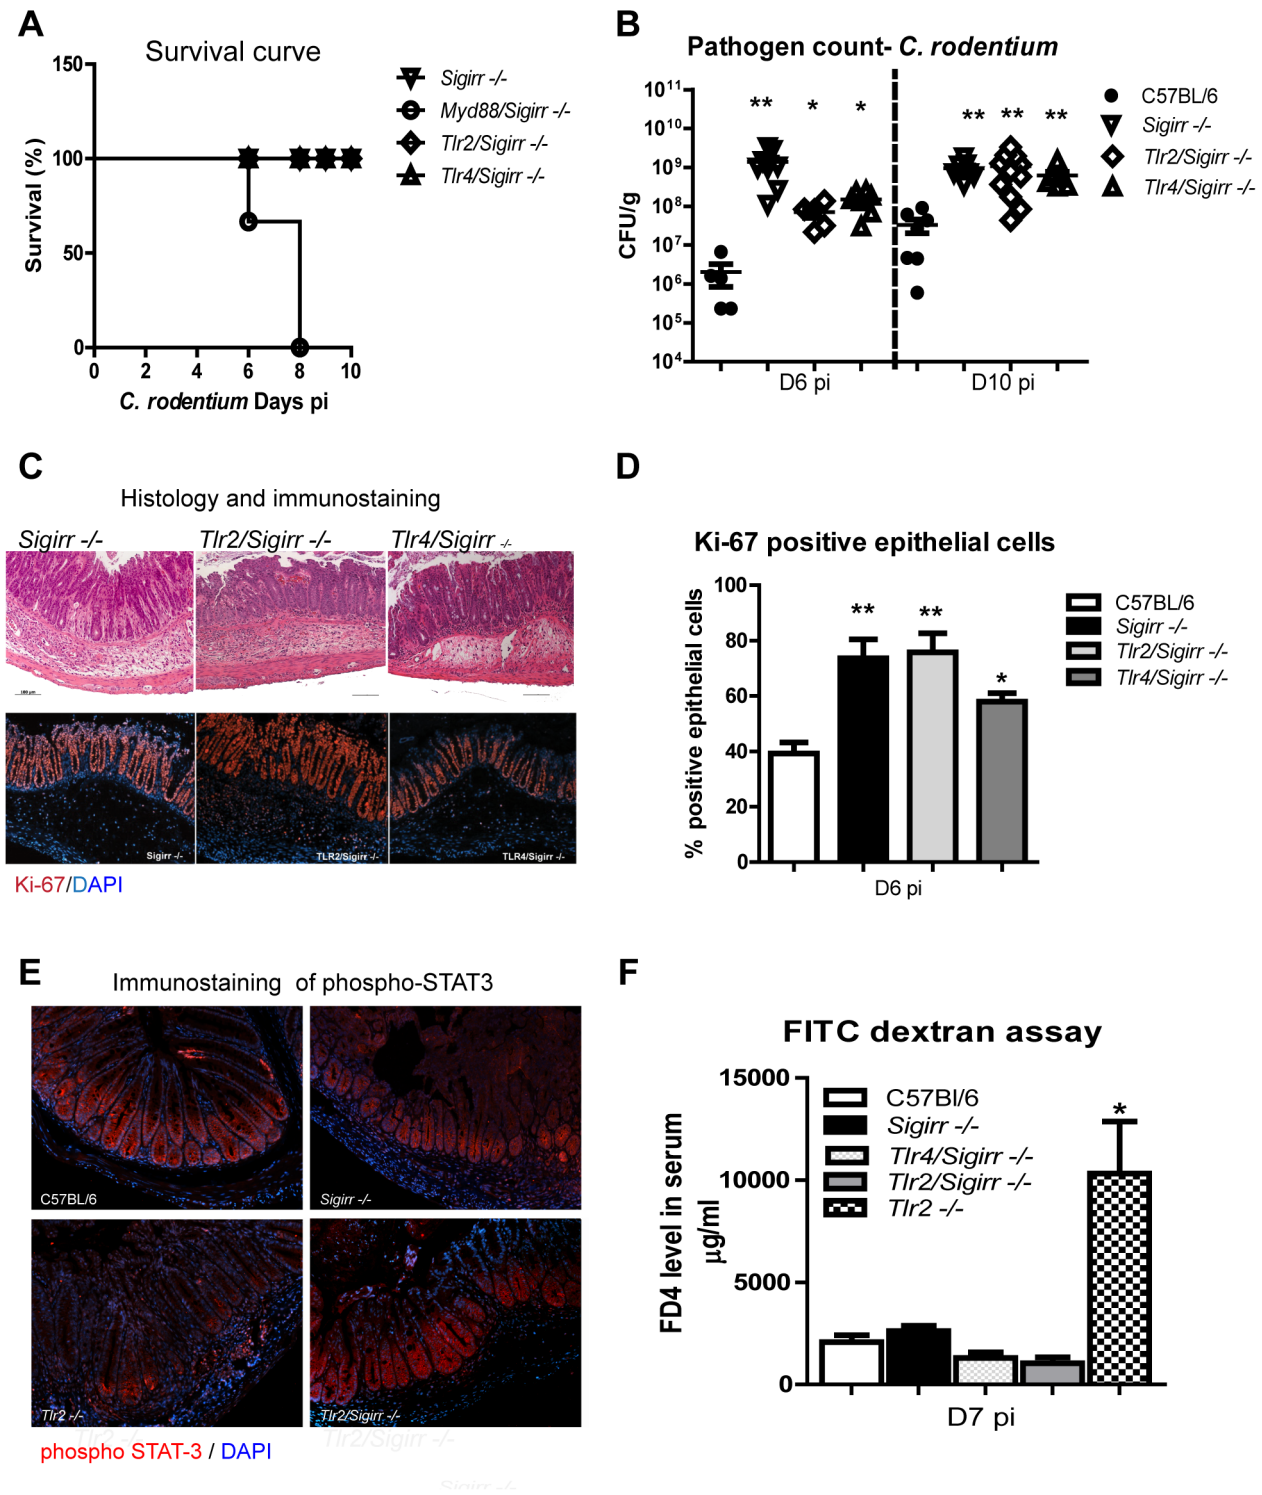 A
Survival curve
150
100
50
0
Survival (%)
0 2 4 6 8 10
C. rodentium Days pi
Sigirr -/-
Myd88/Sigirr -/-
Tlr2/Sigirr -/-
Tlr4/Sigirr -/-
B
Pathogen count- C. rodentium
10¹¹
10¹⁰
10⁹
10⁸
10⁷
10⁶
10⁵
10⁴
CFU/g
** * * ** ** **
D6 pi D10 pi
C57BL/6
Sigirr -/-
Tlr2/Sigirr -/-
Tlr4/Sigirr -/-
C
Histology and immunostaining
Sigirr -/- Tlr2/Sigirr -/- Tlr4/Sigirr -/-
100 μm
Sigirr -/- TLR2/Sigirr -/- TLR4/Sigirr -/-
Ki-67/DAPI
D
Ki-67 positive epithelial cells
100
80
60
40
20
0
% positive epithelial cells
** ** *
D6 pi
C57BL/6
Sigirr -/-
Tlr2/Sigirr -/-
Tlr4/Sigirr -/-
E
Immunostaining of phospho-STAT3
C57BL/6 Sigirr -/-
Tlr2 -/- Tlr2/Sigirr -/-
Tlr2 -/- Tlr2/Sigirr -/-
phospho STAT-3 / DAPI
Sigirr -/-
F
FITC dextran assay
15000
10000
5000
0
FD4 level in serum
µg/ml
C57Bl/6
Sigirr -/-
Tlr4/Sigirr -/-
Tlr2/Sigirr -/-
Tlr2 -/-
*
D7 pi